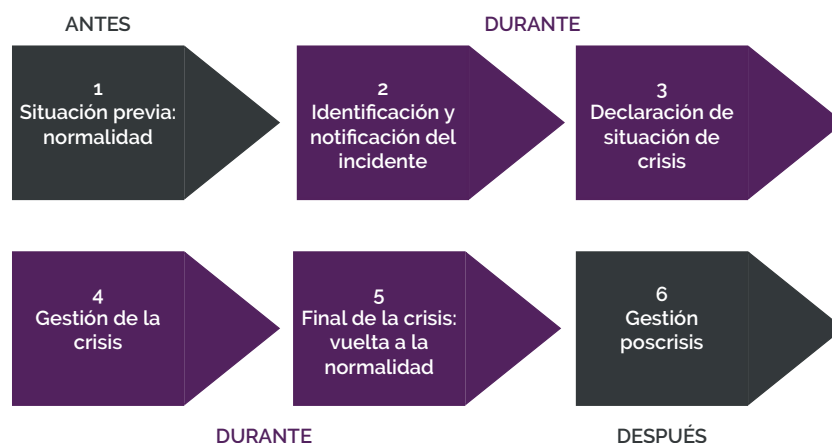 ANTES
DURANTE
1
Situación previa:
normalidad
2
Identificación y
notificación del
incidente
3
Declaración de
situación de
crisis
4
Gestión de la
crisis
5
Final de la crisis:
vuelta a la
normalidad
6
Gestión
poscrisis
DURANTE
DESPUÉS